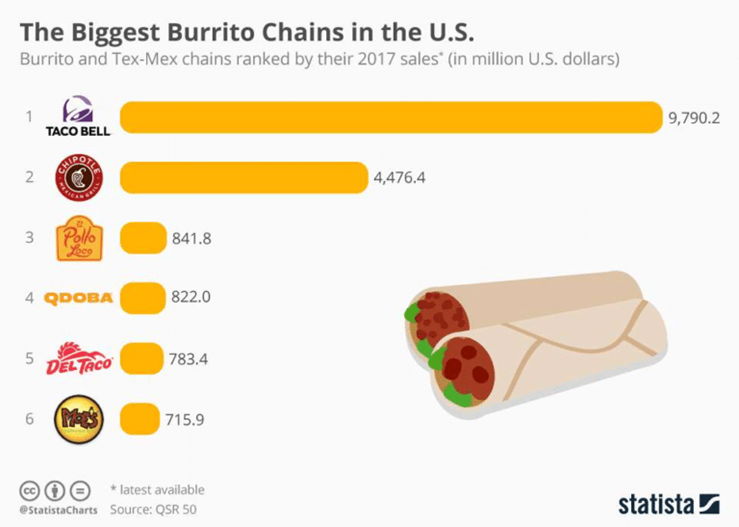 The Biggest Burrito Chains in the U.S.
Burrito and Tex-Mex chains ranked by their 2017 sales* (in million U.S. dollars)
1 TACO BELL 9,790.2
2 CHIPOTLE MEXICAN GRILL 4,476.4
3 El Pollo Loco 841.8
4 QDOBA 822.0
5 DEL TACO 783.4
6 MOE'S 715.9
cc = * latest available
@StatistaCharts Source: QSR 50
statista